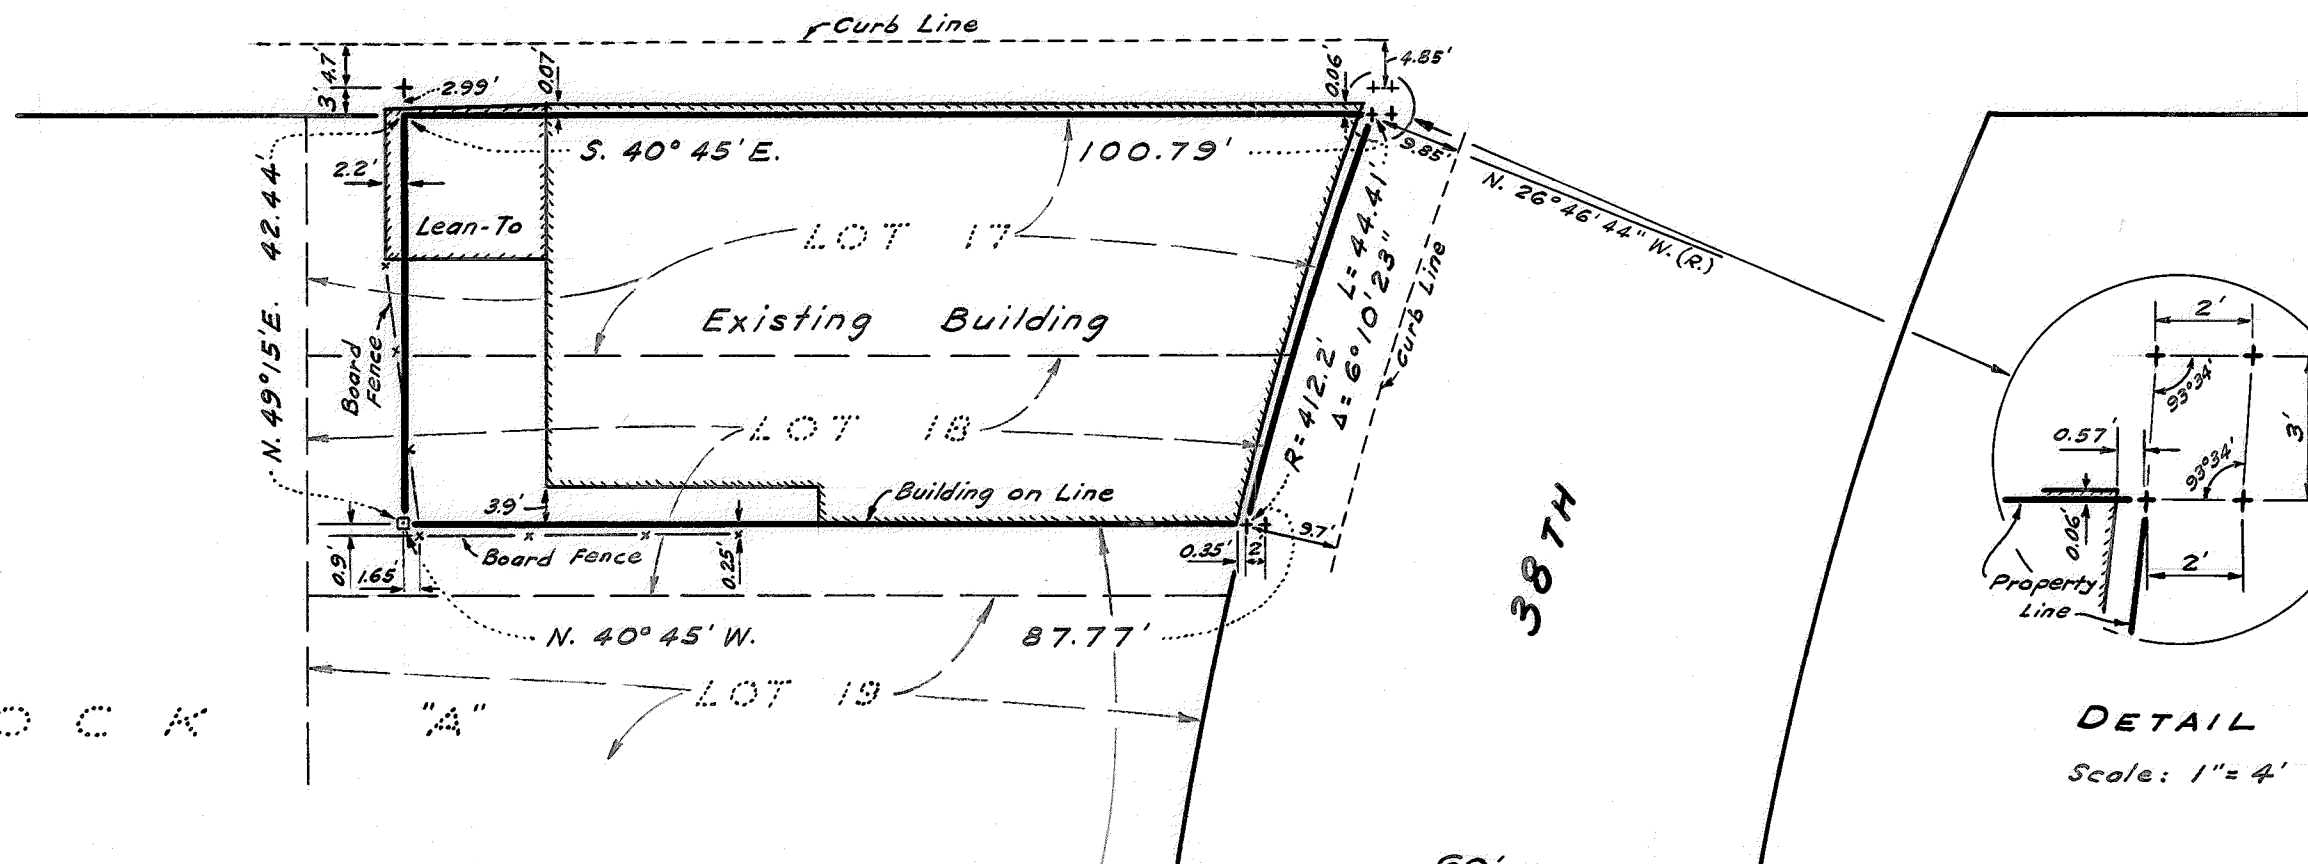 Curb Line
4.7'
3'
2.99'
0.07'
0.06'
4.85'
S. 40° 45' E.
100.79'
9.85'
N. 26° 46' 44" W. (R.)
2.2'
N. 49° 15' E. 42.44'
Lean-To
LOT 17
L = 44.41'
R = 412.2'
Δ = 6° 10' 23"
Curb Line
Existing Building
Board
Fence
LOT 18
Building on Line
3.9'
0.9'
1.65'
Board Fence
0.25'
0.35'
2'
9.7'
N. 40° 45' W.
87.77'
LOT 19
OCK "A"
38TH
60'
2'
93°34'
3'
0.57'
93°34'
0.06'
2'
Property
Line
DETAIL
Scale: 1" = 4'